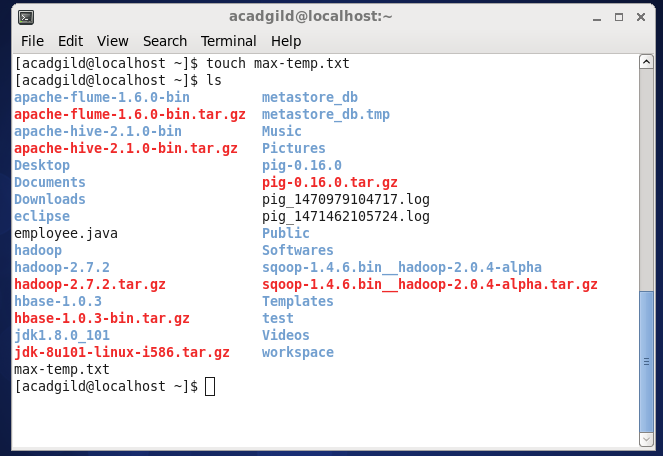 acadgild@localhost:~
File Edit View Search Terminal Help
[acadgild@localhost ~]$ touch max-temp.txt
[acadgild@localhost ~]$ ls
apache-flume-1.6.0-bin metastore_db
apache-flume-1.6.0-bin.tar.gz metastore_db.tmp
apache-hive-2.1.0-bin Music
apache-hive-2.1.0-bin.tar.gz Pictures
Desktop pig-0.16.0
Documents pig-0.16.0.tar.gz
Downloads pig_1470979104717.log
eclipse pig_1471462105724.log
employee.java Public
hadoop Softwares
hadoop-2.7.2 sqoop-1.4.6.bin__hadoop-2.0.4-alpha
hadoop-2.7.2.tar.gz sqoop-1.4.6.bin__hadoop-2.0.4-alpha.tar.gz
hbase-1.0.3 Templates
hbase-1.0.3-bin.tar.gz test
jdk1.8.0_101 Videos
jdk-8u101-linux-i586.tar.gz workspace
max-temp.txt
[acadgild@localhost ~]$